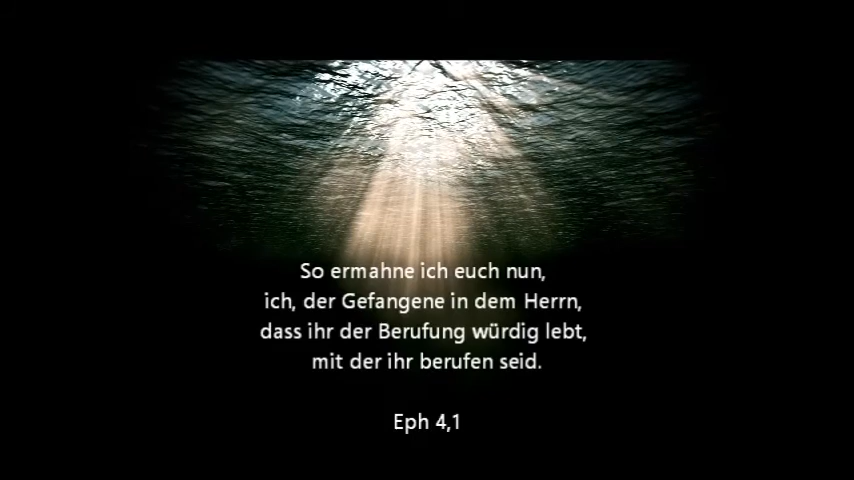 So ermahne ich euch nun,
ich, der Gefangene in dem Herrn,
dass ihr der Berufung würdig lebt,
mit der ihr berufen seid.
Eph 4,1